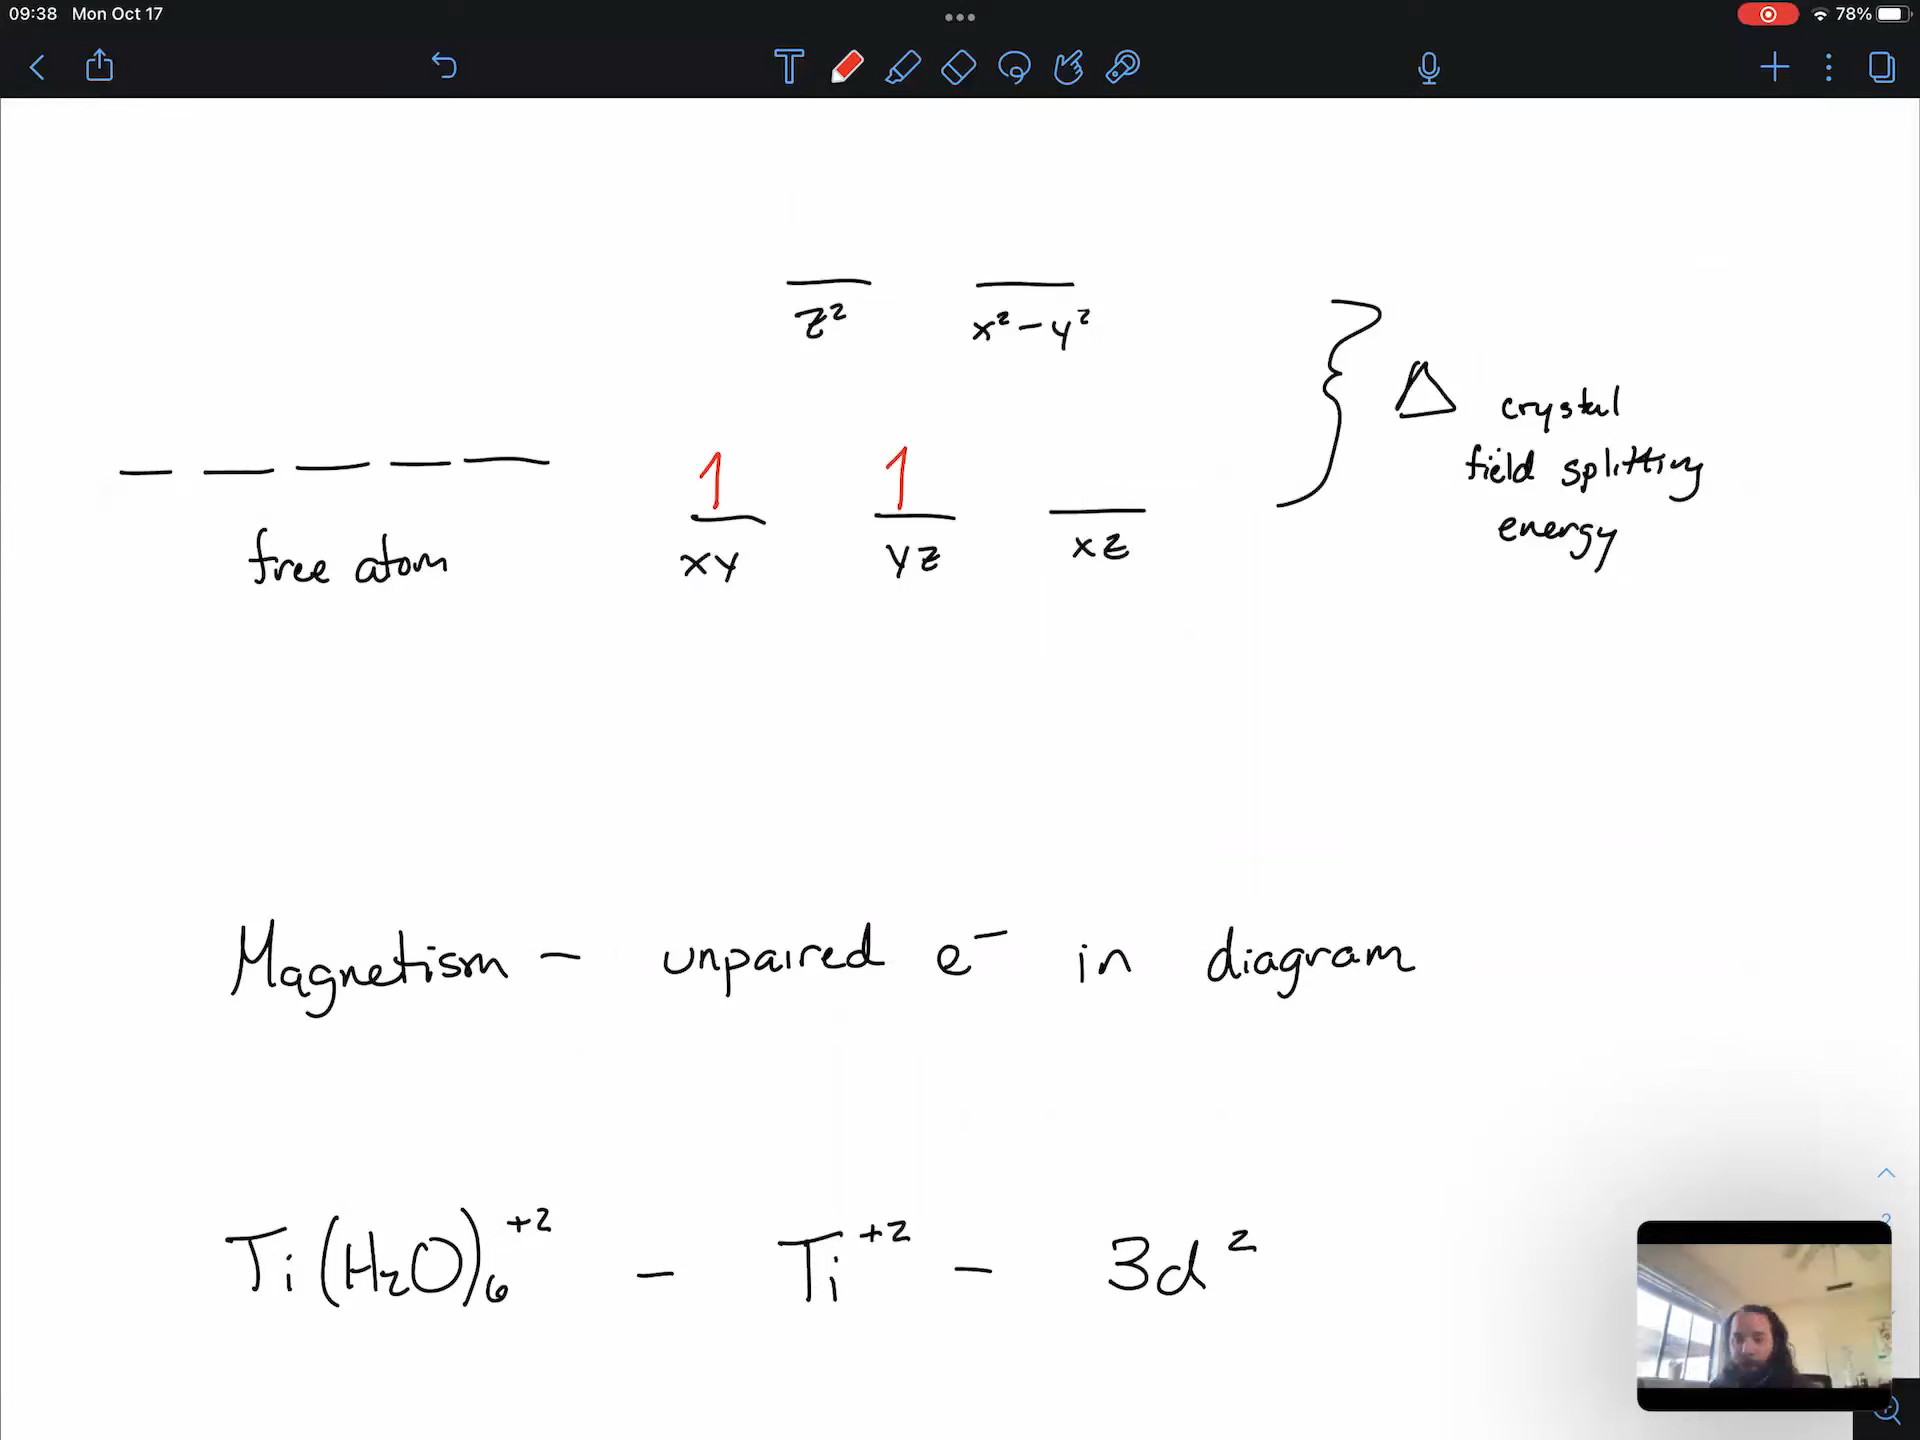 09:38 Mon Oct 17
78%
T
z² x²-y²
Δ crystal
field splitting
energy
1 1
xy yz xz
free atom
Magnetism - unpaired e⁻ in diagram
Ti(H₂O)₆⁺² - Ti⁺² - 3d²
2